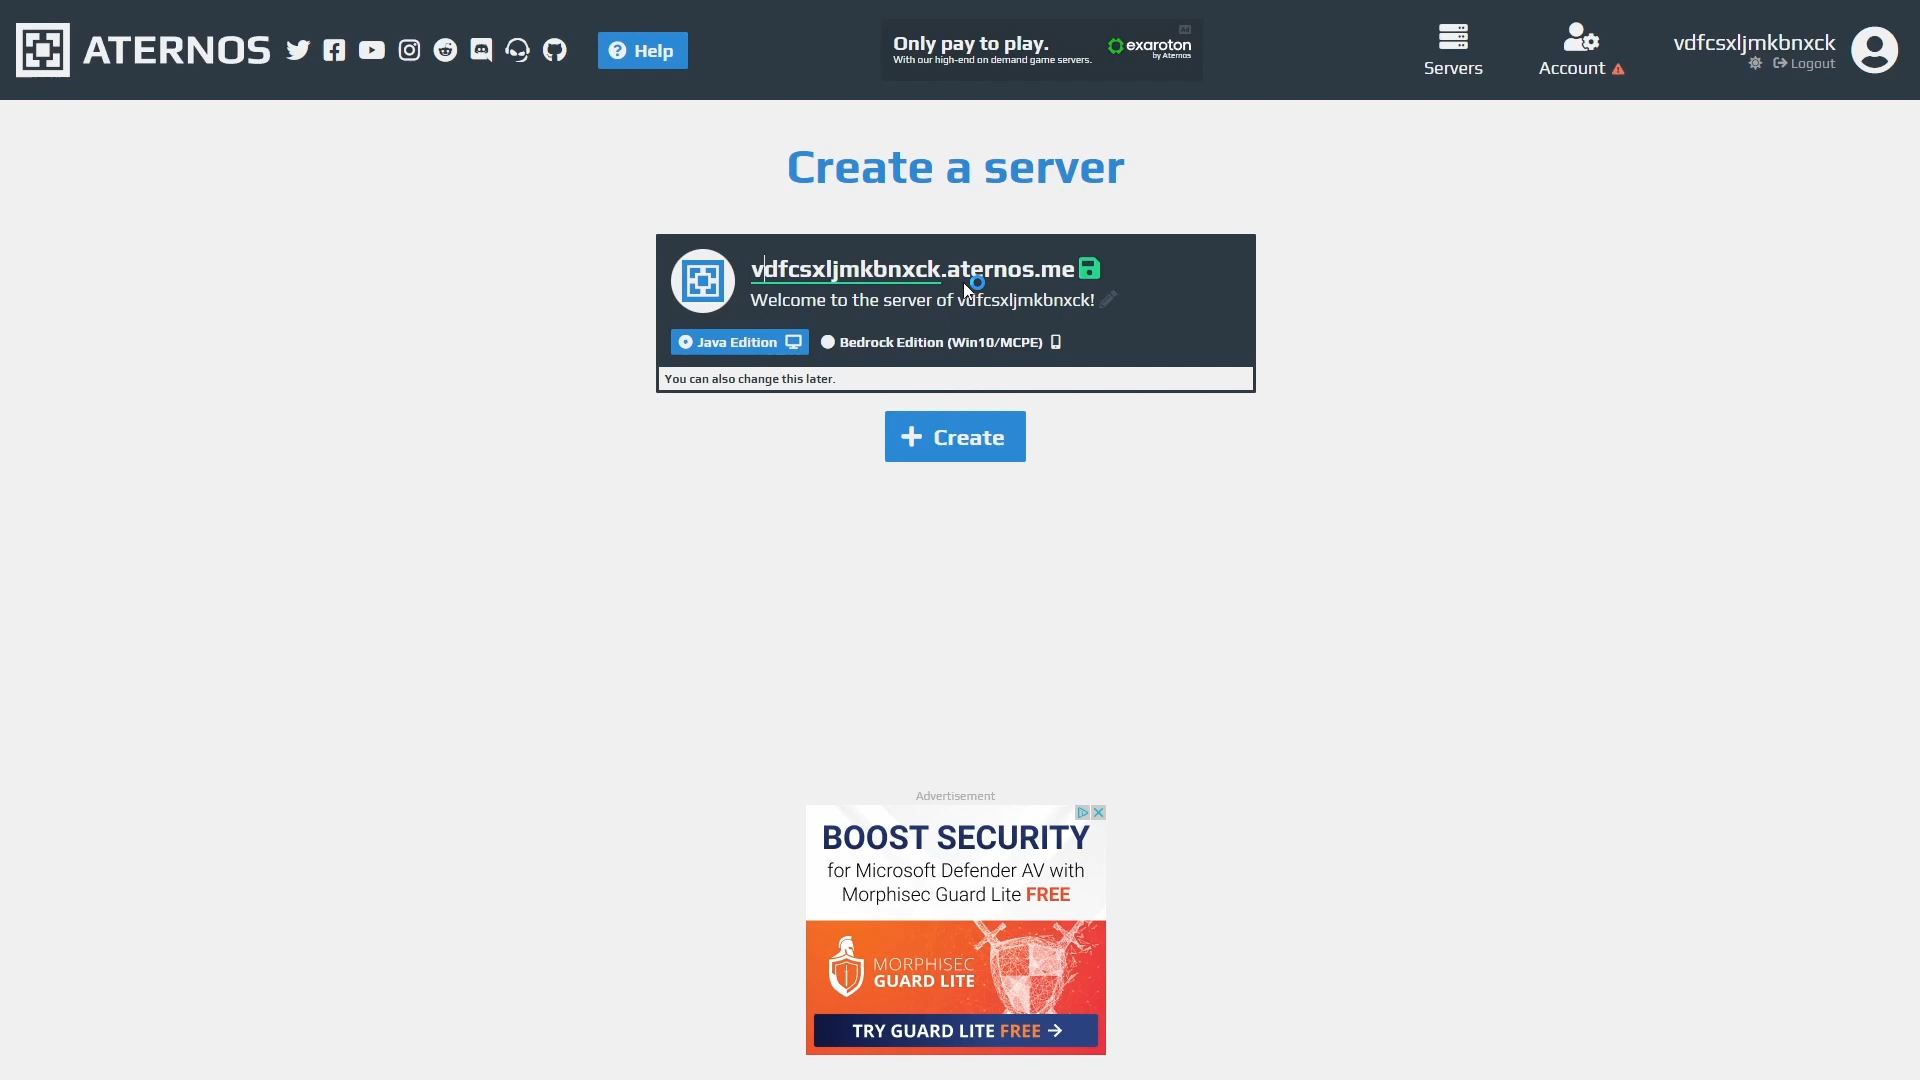 ATERNOS
Help
Only pay to play.
With our high-end on demand game servers.
Ad
exaroton
by Aternos
Servers
Account
vdfcsxljmkbnxck
Logout
Create a server
vdfcsxljmkbnxck.aternos.me
Welcome to the server of vdfcsxljmkbnxck!
Java Edition
Bedrock Edition (Win10/MCPE)
You can also change this later.
Create
Advertisement
BOOST SECURITY
for Microsoft Defender AV with
Morphisec Guard Lite FREE
MORPHISEC
GUARD LITE
TRY GUARD LITE FREE →